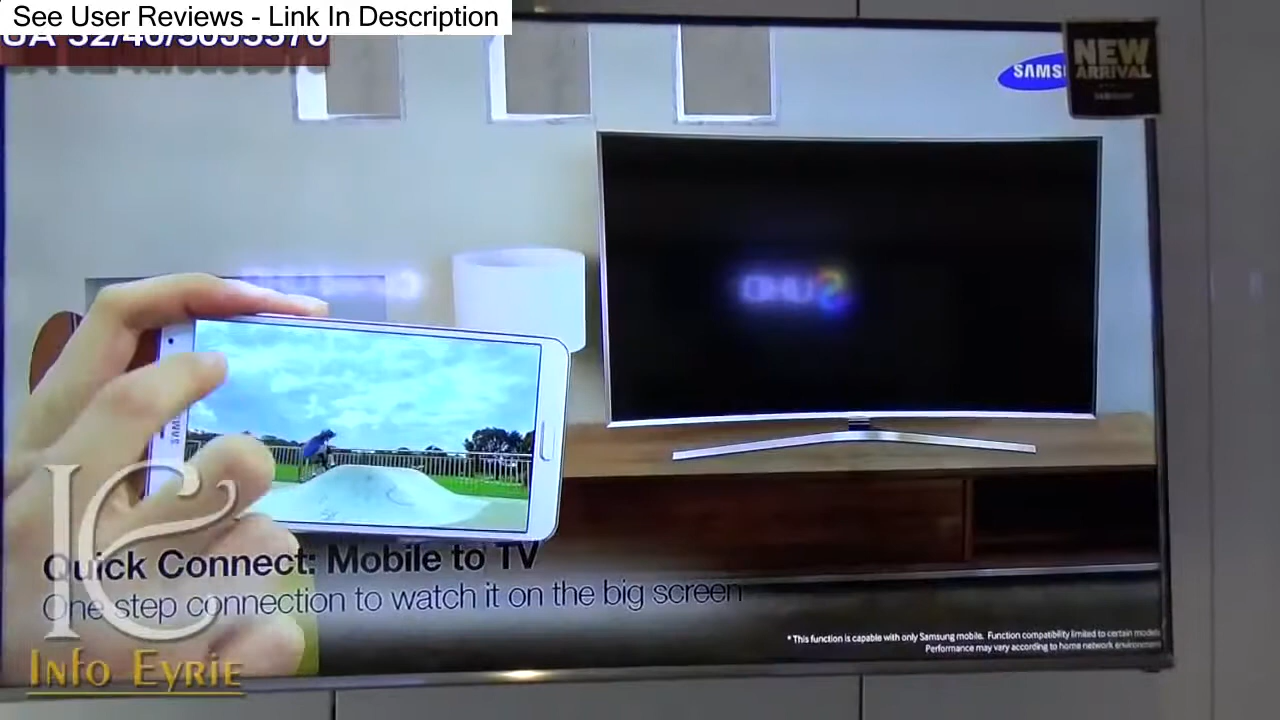 See User Reviews - Link In Description
SAMS
NEW
ARRIVAL
SAMS
Quick Connect: Mobile to TV
One step connection to watch it on the big screen
* This function is capable with only Samsung mobile. Function compatibility limited to certain models
Performance may vary according to home network environment
Info Eyrie